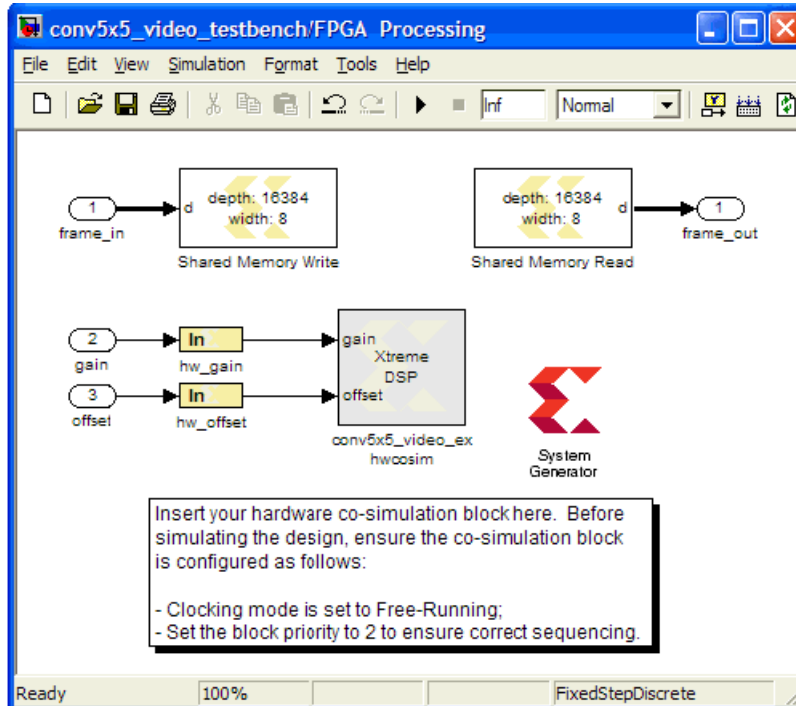 conv5x5_video_testbench/FPGA Processing
File Edit View Simulation Format Tools Help
Inf Normal
1
frame_in
d
depth: 16384
width: 8
Shared Memory Write
depth: 16384
width: 8
d
Shared Memory Read
1
frame_out
2
gain
In
hw_gain
3
offset
In
hw_offset
gain
Xtreme
DSP
offset
conv5x5_video_ex
hwcosim
System
Generator
Insert your hardware co-simulation block here.  Before
simulating the design, ensure the co-simulation block
is configured as follows:
- Clocking mode is set to Free-Running;
- Set the block priority to 2 to ensure correct sequencing.
Ready 100% FixedStepDiscrete